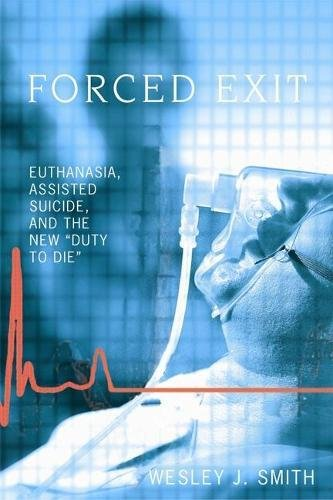 FORCED EXIT
EUTHANASIA,
ASSISTED
SUICIDE,
AND THE
NEW "DUTY
TO DIE"
WESLEY J. SMITH